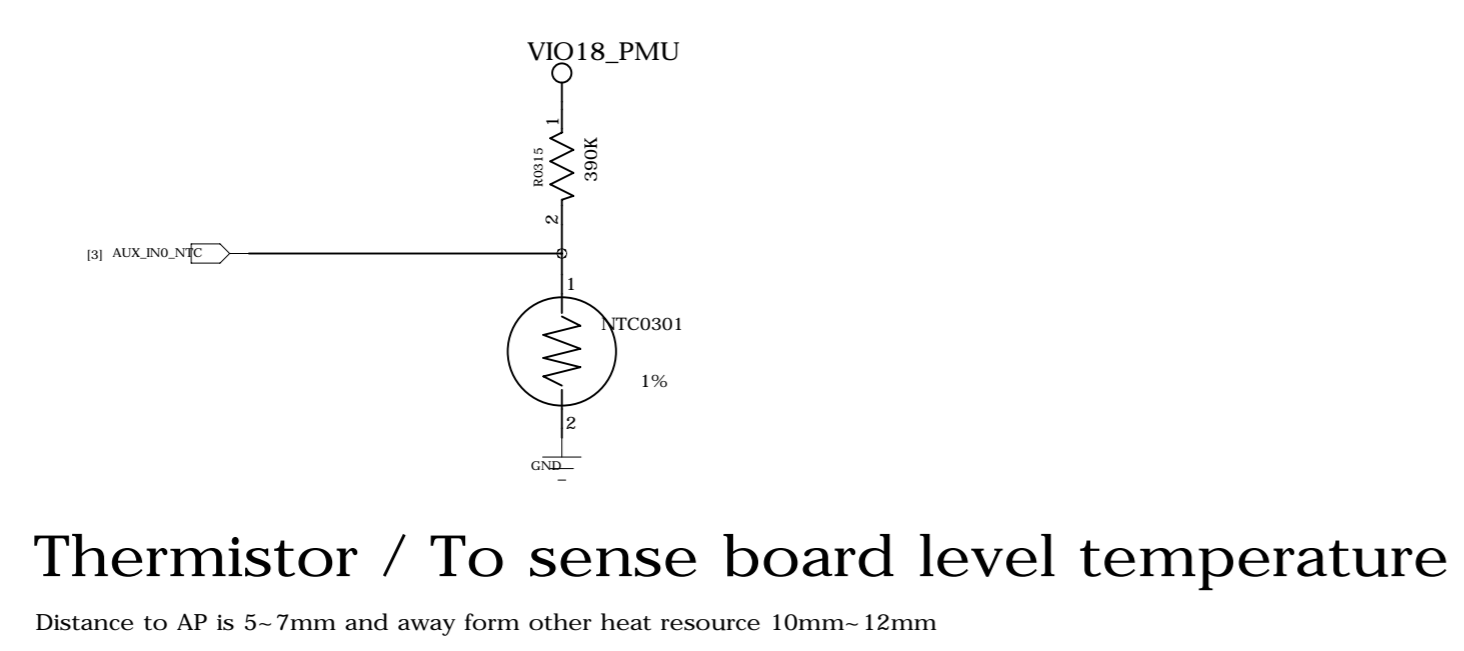 VIO18_PMU
1
R0315
390K
2
[3] AUX_IN0_NTC
1
NTC0301
1%
2
GND
Thermistor / To sense board level temperature
Distance to AP is 5~7mm and away form other heat resource 10mm~12mm